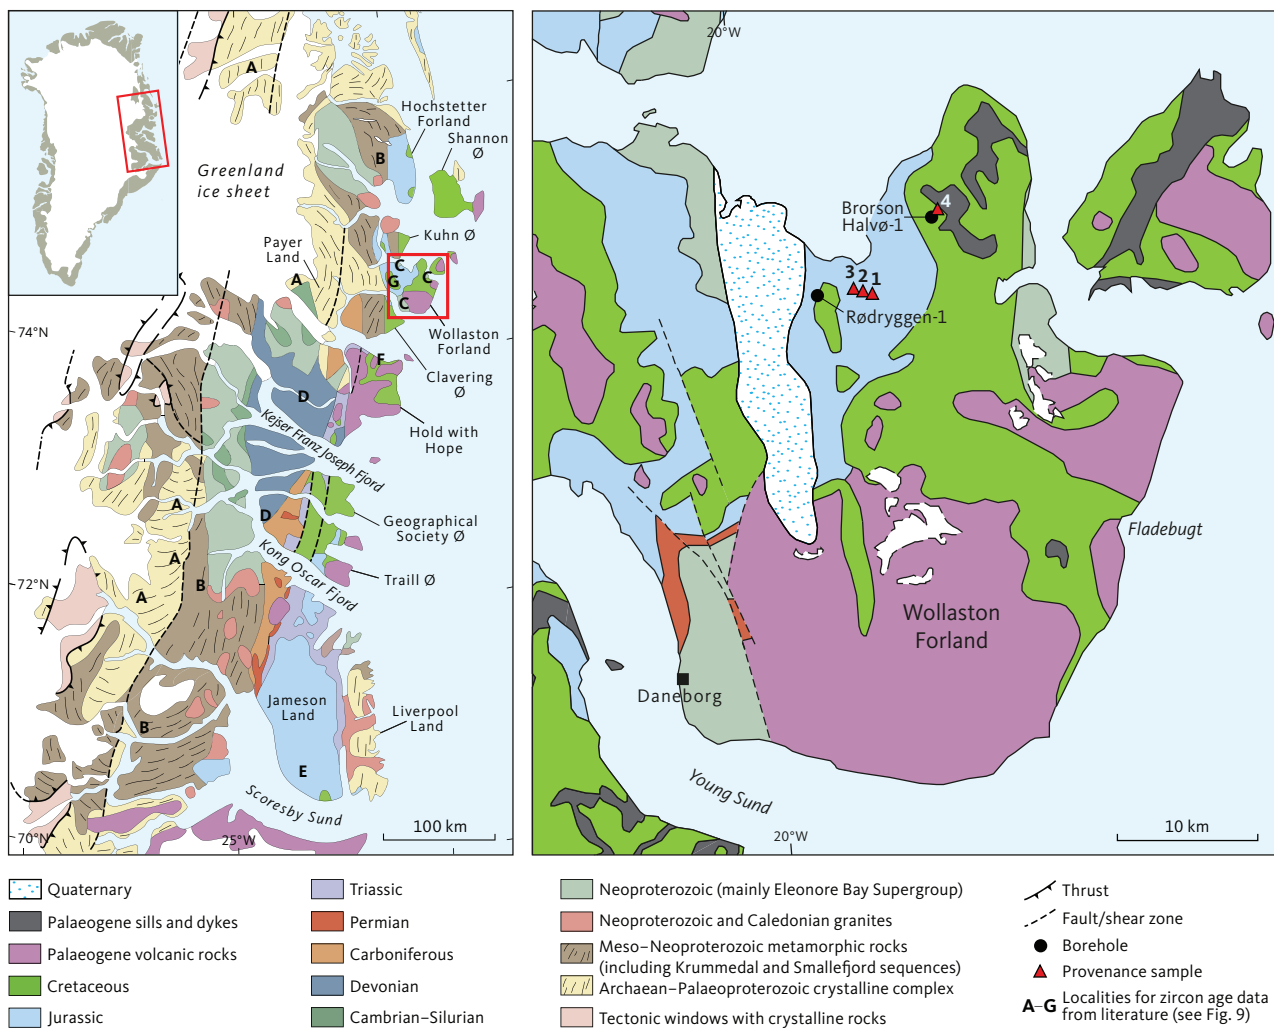 A
Hochstetter
Forland
Shannon
Ø
B
Greenland
ice sheet
Kuhn Ø
Payer
Land
A
C
G
C
C
74°N
Wollaston
Forland
F
Clavering
Ø
D
Kejser Franz Joseph Fjord
Hold with
Hope
A
D
Geographical
Society Ø
Kong Oscar Fjord
A
Traill Ø
72°N
A
B
Jameson
Land
Liverpool
Land
B
E
Scoresby Sund
100 km
70°N
25°W
20°W
4
Brorson
Halvø-1
3 2 1
Rødryggen-1
Fladebugt
Wollaston
Forland
Daneborg
Young Sund
20°W
10 km
Quaternary
Palaeogene sills and dykes
Palaeogene volcanic rocks
Cretaceous
Jurassic
Triassic
Permian
Carboniferous
Devonian
Cambrian–Silurian
Neoproterozoic (mainly Eleonore Bay Supergroup)
Neoproterozoic and Caledonian granites
Meso–Neoproterozoic metamorphic rocks
(including Krummedal and Smallefjord sequences)
Archaean–Palaeoproterozoic crystalline complex
Tectonic windows with crystalline rocks
Thrust
Fault/shear zone
Borehole
Provenance sample
A–G Localities for zircon age data
from literature (see Fig. 9)